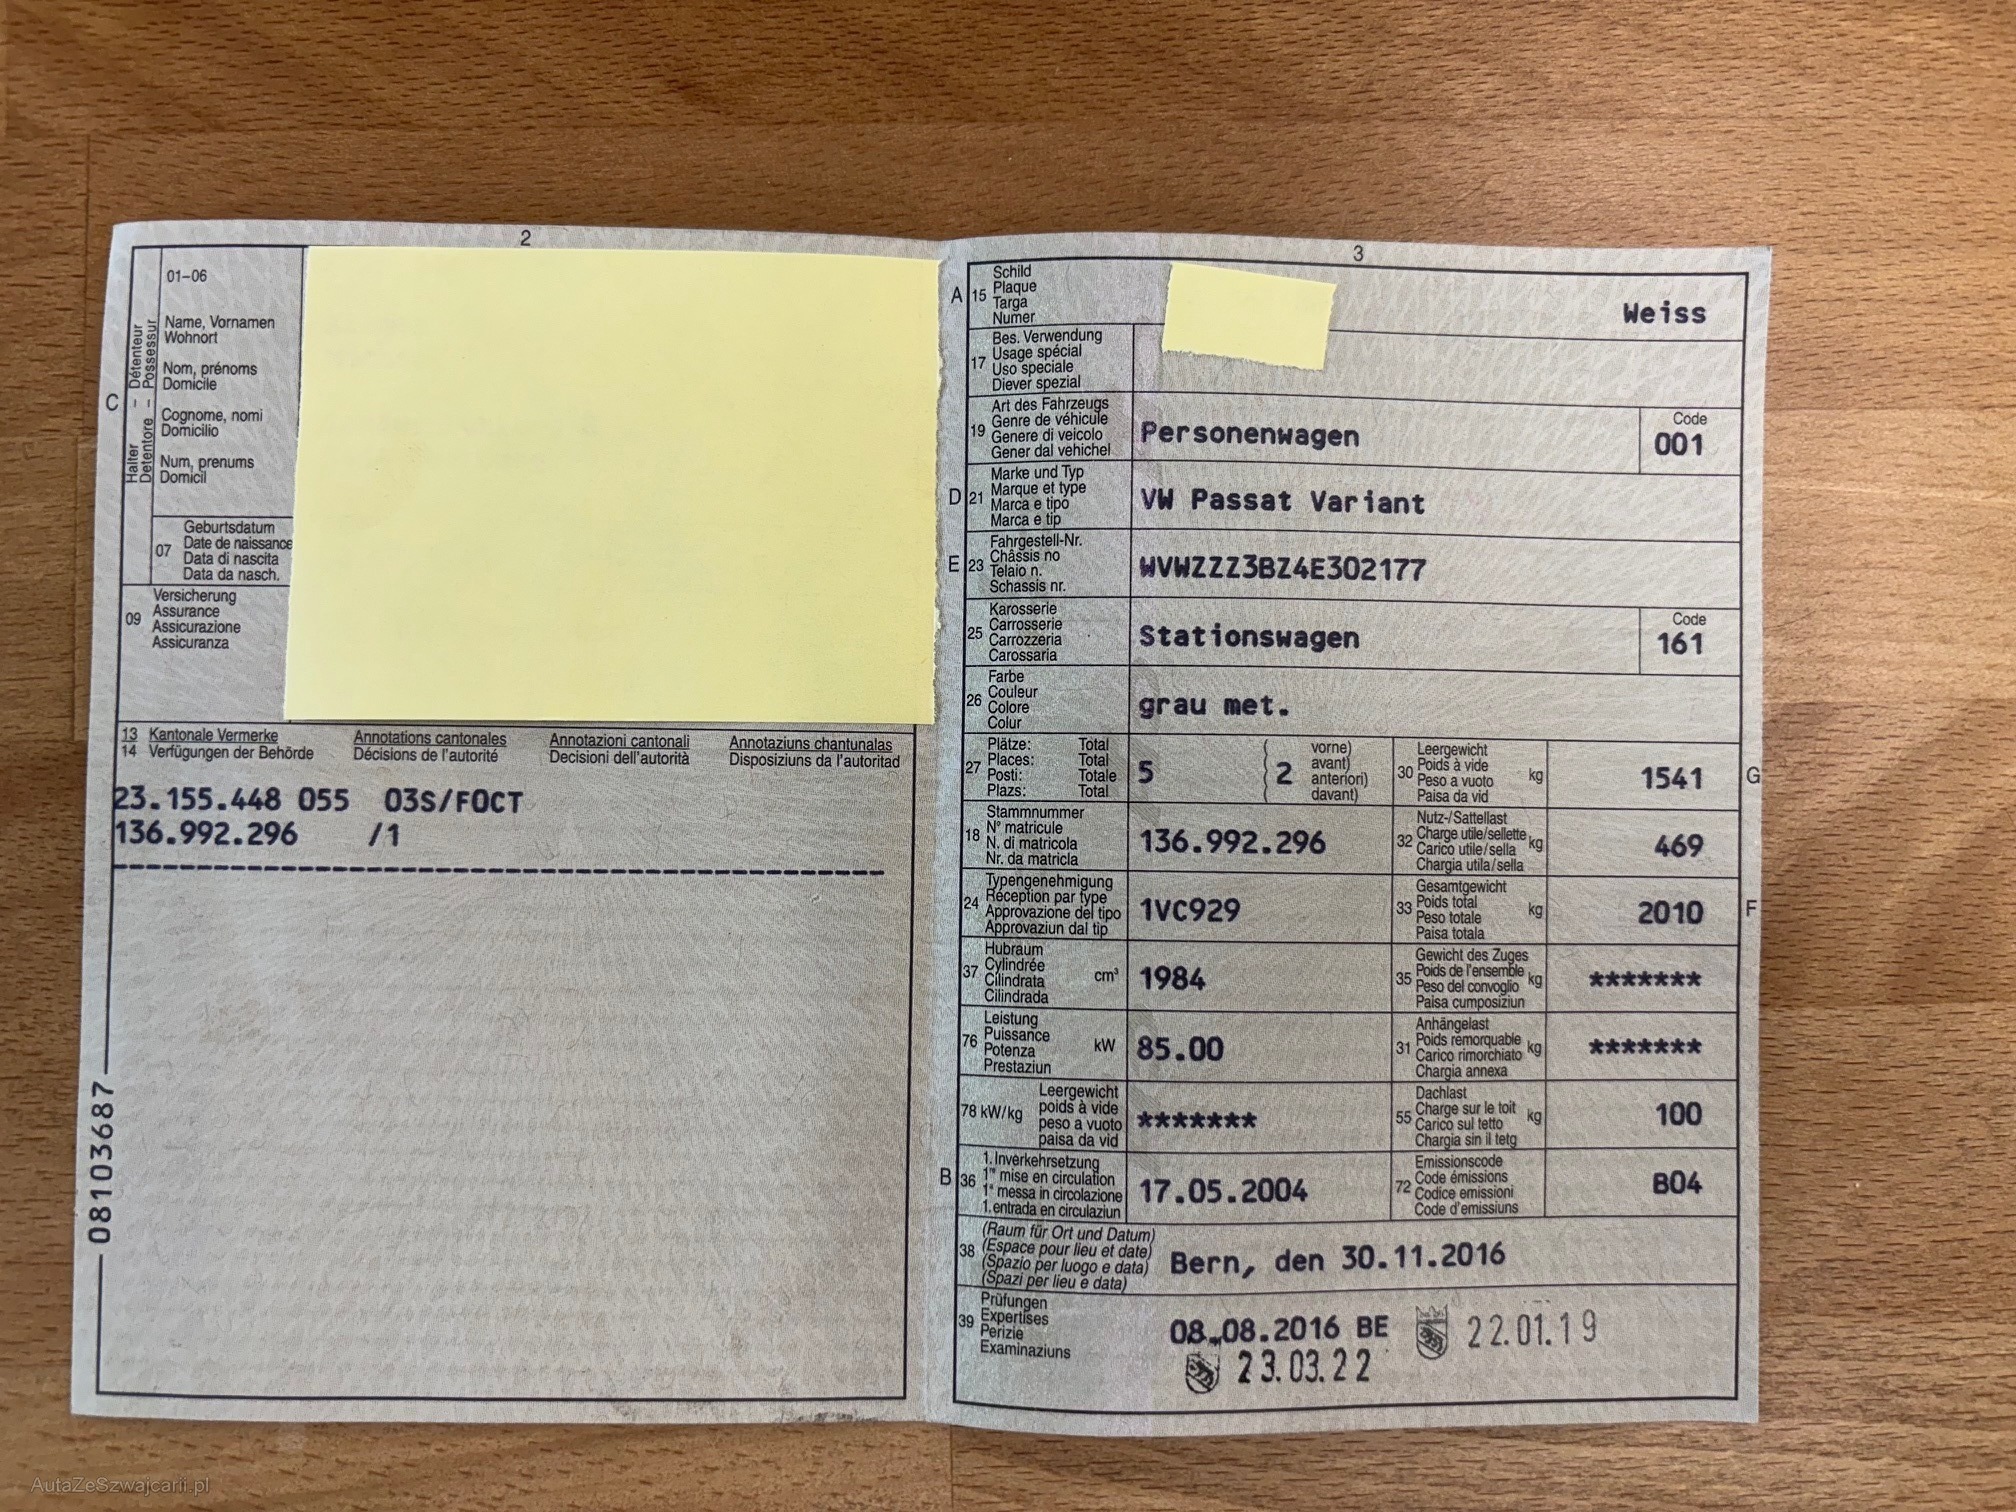 2
01–06
Name, Vornamen
Wohnort
Nom, prénoms
Domicile
Cognome, nomi
Domicilio
Num, prenums
Domicil
C
Halter – Détenteur
Detentore – Possessur
07
Geburtsdatum
Date de naissance
Data di nascita
Data da nasch.
09
Versicherung
Assurance
Assicurazione
Assicuranza
13 Kantonale Vermerke Annotations cantonales Annotazioni cantonali Annotaziuns chantunalas
14 Verfügungen der Behörde Décisions de l'autorité Decisioni dell'autorità Disposiziuns da l'autoritad
23.155.448 055 03S/FOCT
136.992.296 /1
08103687
3
A 15
Schild
Plaque
Targa
Numer
Weiss
17
Bes. Verwendung
Usage spécial
Uso speciale
Diever spezial
19
Art des Fahrzeugs
Genre de véhicule
Genere di veicolo
Gener dal vehichel
Personenwagen
Code
001
D 21
Marke und Typ
Marque et type
Marca e tipo
Marca e tip
VW Passat Variant
E 23
Fahrgestell-Nr.
Châssis no
Telaio n.
Schassis nr.
WVWZZZ3BZ4E302177
25
Karosserie
Carrosserie
Carrozzeria
Carossaria
Stationswagen
Code
161
26
Farbe
Couleur
Colore
Colur
grau met.
27
Plätze: Total
Places: Total
Posti: Totale
Plazs: Total
5
2
vorne)
avant)
anteriori)
davant)
30
Leergewicht
Poids à vide
Peso a vuoto
Paisa da vid
kg
1541
G
18
Stammnummer
N° matricule
N. di matricola
Nr. da matricla
136.992.296
32
Nutz-/Sattellast
Charge utile/sellette
Carico utile/sella
Chargia utila/sella
kg
469
24
Typengenehmigung
Réception par type
Approvazione del tipo
Approvaziun dal tip
1VC929
33
Gesamtgewicht
Poids total
Peso totale
Paisa totala
kg
2010
F
37
Hubraum
Cylindrée
Cilindrata
Cilindrada
cm³
1984
35
Gewicht des Zuges
Poids de l'ensemble
Peso del convoglio
Paisa cumposiziun
kg
*******
76
Leistung
Puissance
Potenza
Prestaziun
kW
85.00
31
Anhängelast
Poids remorquable
Carico rimorchiato
Chargia annexa
kg
*******
78 kW/kg
Leergewicht
poids à vide
peso a vuoto
paisa da vid
*******
55
Dachlast
Charge sur le toit
Carico sul tetto
Chargia sin il tetg
kg
100
B 36
1. Inverkehrsetzung
1re mise en circulation
1a messa in circolazione
1. entrada en circulaziun
17.05.2004
72
Emissionscode
Code émissions
Codice emissioni
Code d'emissiuns
B04
38
(Raum für Ort und Datum)
(Espace pour lieu et date)
(Spazio per luogo e data)
(Spazi per lieu e data)
Bern, den 30.11.2016
39
Prüfungen
Expertises
Perizie
Examinaziuns
08.08.2016 BE 22.01.19
23.03.22
AutaZeSzwajcarii.pl